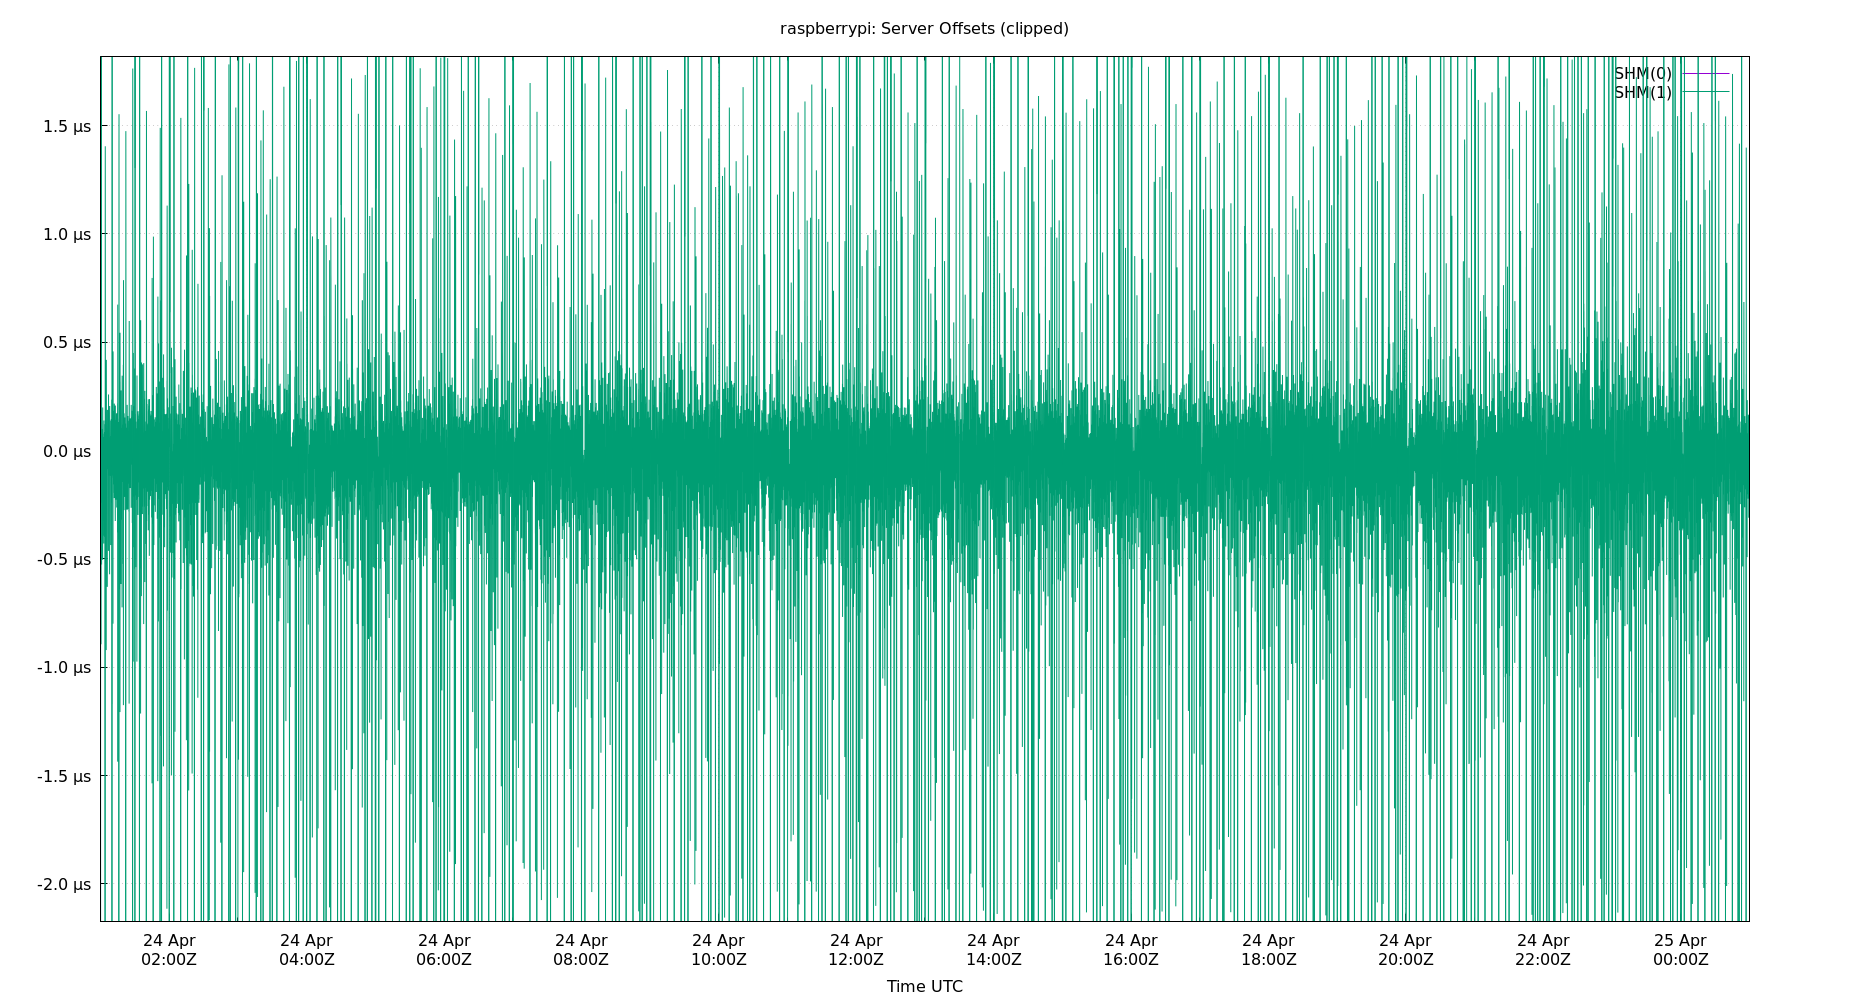 raspberrypi: Server Offsets (clipped)
SHM(0)
SHM(1)
1.5 µs
1.0 µs
0.5 µs
0.0 µs
-0.5 µs
-1.0 µs
-1.5 µs
-2.0 µs
24 Apr 24 Apr 24 Apr 24 Apr 24 Apr 24 Apr 24 Apr 24 Apr 24 Apr 24 Apr 24 Apr 25 Apr
02:00Z 04:00Z 06:00Z 08:00Z 10:00Z 12:00Z 14:00Z 16:00Z 18:00Z 20:00Z 22:00Z 00:00Z
Time UTC